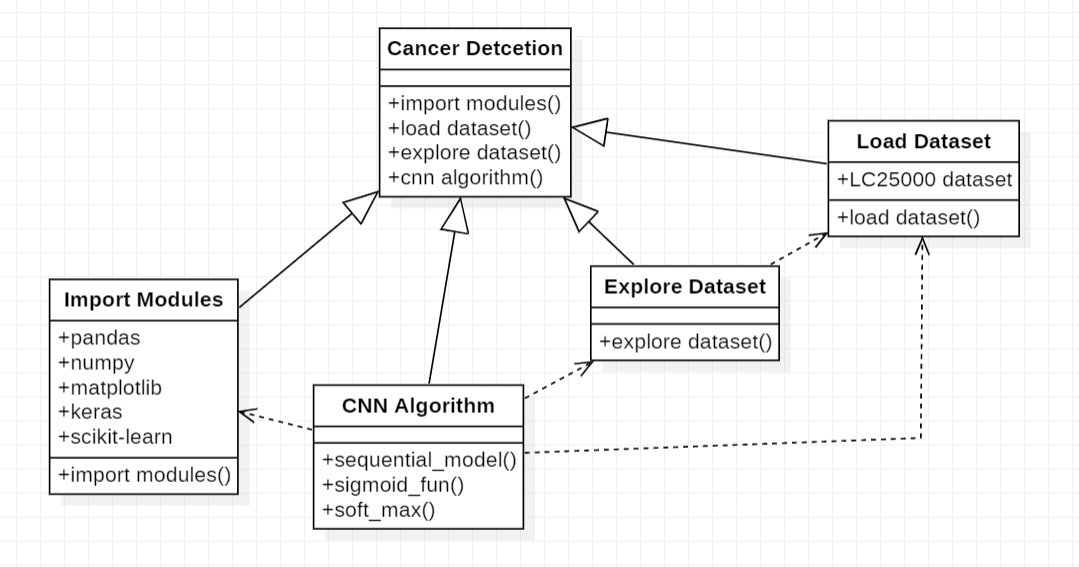 Cancer Detcetion
+import modules()
+load dataset()
+explore dataset()
+cnn algorithm()
Load Dataset
+LC25000 dataset
+load dataset()
Import Modules
+pandas
+numpy
+matplotlib
+keras
+scikit-learn
+import modules()
Explore Dataset
+explore dataset()
CNN Algorithm
+sequential_model()
+sigmoid_fun()
+soft_max()